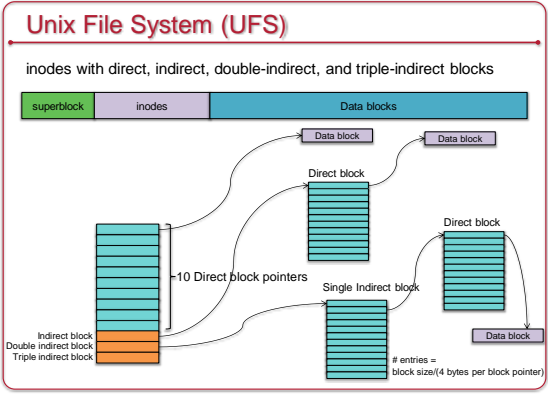 Unix File System (UFS)
inodes with direct, indirect, double-indirect, and triple-indirect blocks
superblock
inodes
Data blocks
Data block
Data block
Direct block
Direct block
10 Direct block pointers
Single Indirect block
Indirect block
Double indirect block
Triple indirect block
Data block
# entries =
block size/(4 bytes per block pointer)